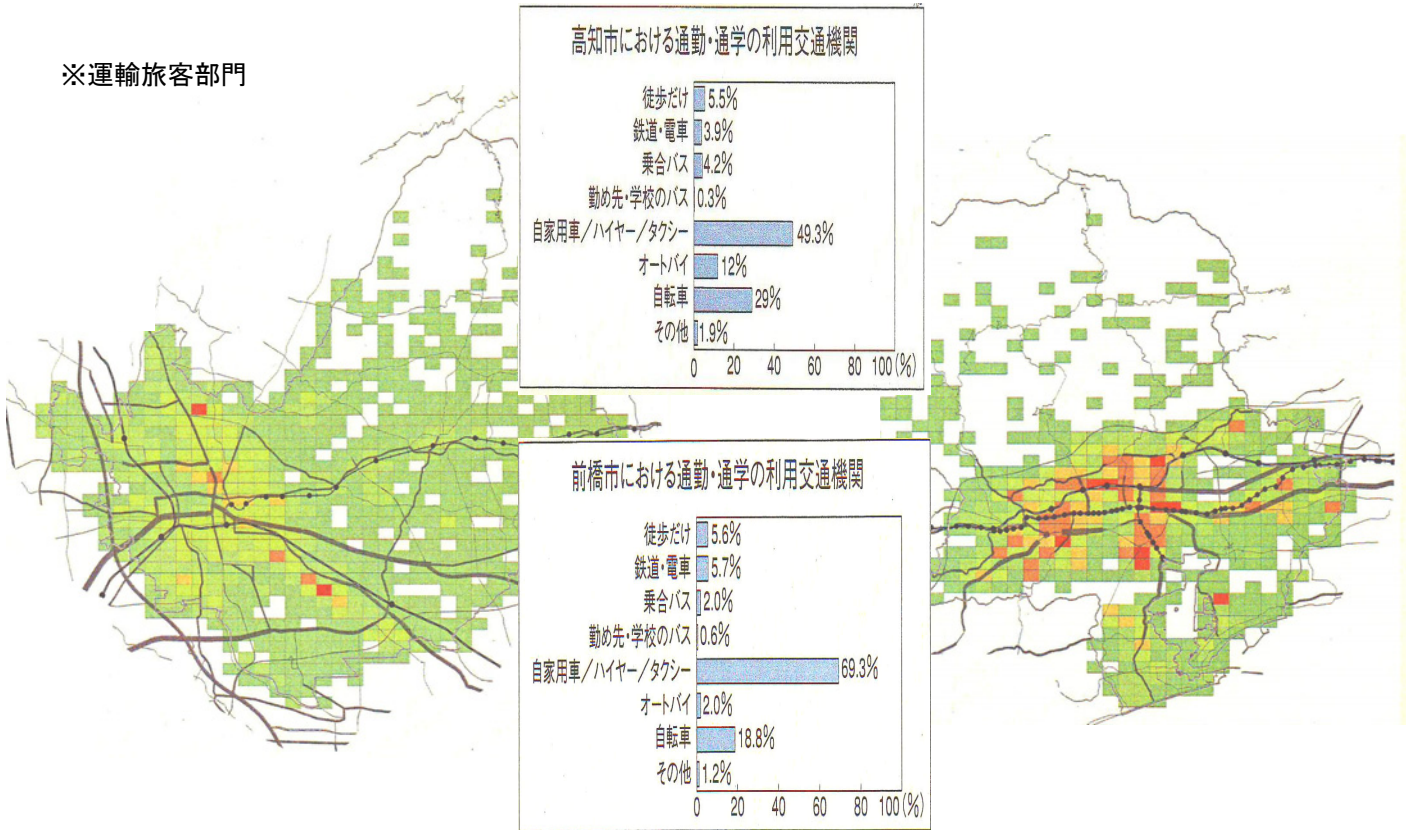 ※運輸旅客部門
高知市における通勤・通学の利用交通機関
徒歩だけ 5.5%
鉄道・電車 3.9%
乗合バス 4.2%
勤め先・学校のバス 0.3%
自家用車/ハイヤー/タクシー 49.3%
オートバイ 12%
自転車 29%
その他 1.9%
0 20 40 60 80 100(%)
前橋市における通勤・通学の利用交通機関
徒歩だけ 5.6%
鉄道・電車 5.7%
乗合バス 2.0%
勤め先・学校のバス 0.6%
自家用車/ハイヤー/タクシー 69.3%
オートバイ 2.0%
自転車 18.8%
その他 1.2%
0 20 40 60 80 100(%)